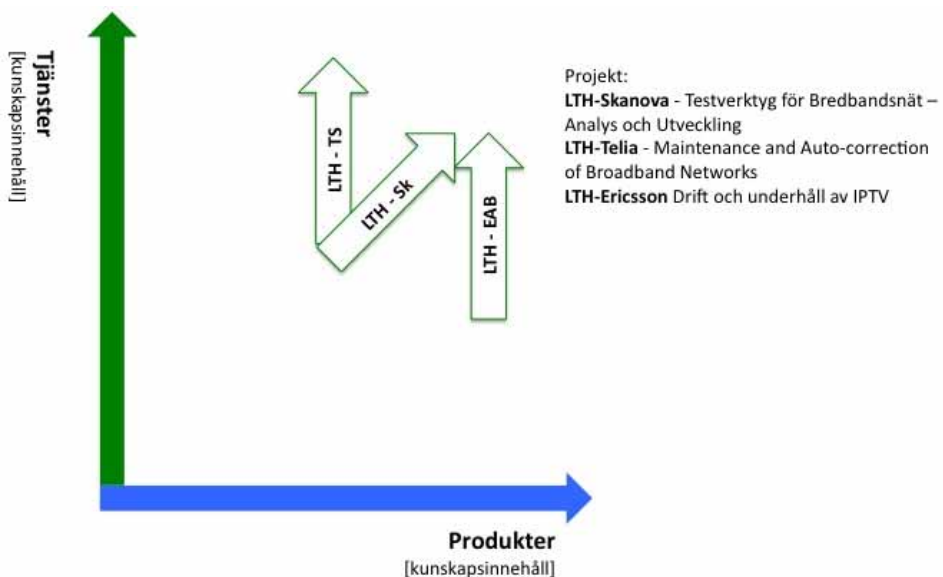 Tjänster
[kunskapsinnehåll]
LTH - TS
LTH - Sk
LTH - EAB
Projekt:
LTH-Skanova - Testverktyg för Bredbandsnät –
Analys och Utveckling
LTH-Telia - Maintenance and Auto-correction
of Broadband Networks
LTH-Ericsson Drift och underhåll av IPTV
Produkter
[kunskapsinnehåll]